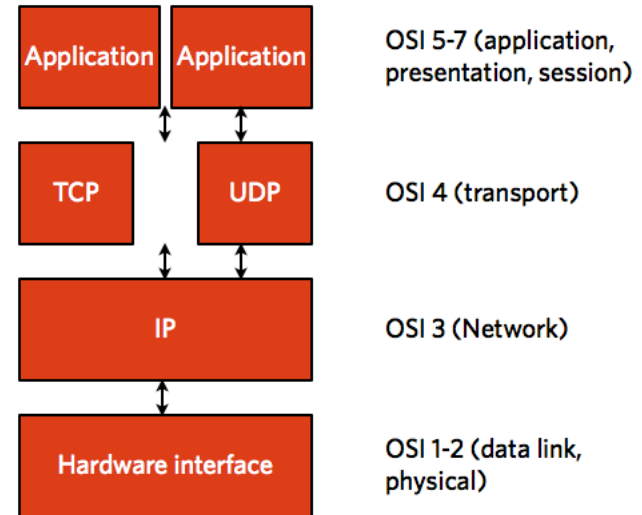 Application Application
OSI 5-7 (application,
presentation, session)
TCP UDP
OSI 4 (transport)
IP
OSI 3 (Network)
Hardware interface
OSI 1-2 (data link,
physical)